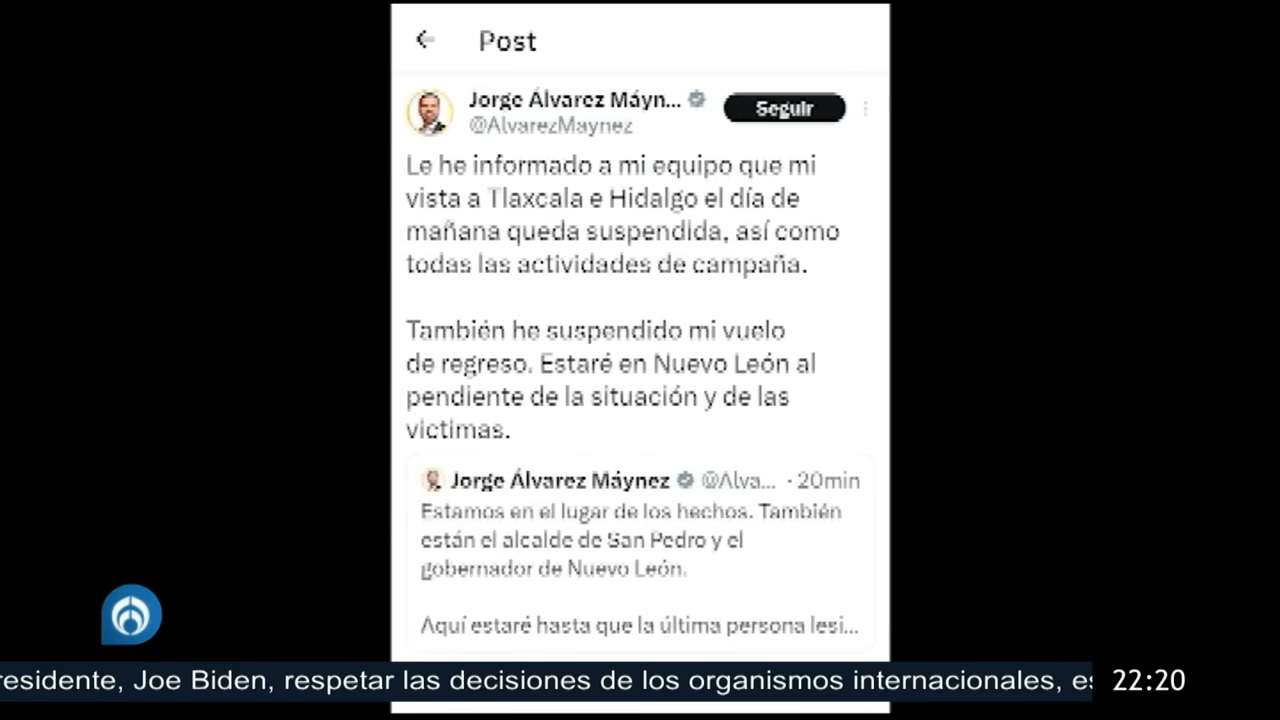 Post
Jorge Álvarez Máyn...
Seguir
@AlvarezMaynez
Le he informado a mi equipo que mi
vista a Tlaxcala e Hidalgo el día de
mañana queda suspendida, así como
todas las actividades de campaña.
También he suspendido mi vuelo
de regreso. Estaré en Nuevo León al
pendiente de la situación y de las
victimas.
Jorge Álvarez Máynez @Alva... · 20min
Estamos en el lugar de los hechos. También
están el alcalde de San Pedro y el
gobernador de Nuevo León.
Aquí estaré hasta que la última persona lesi...
residente, Joe Biden, respetar las decisiones de los organismos internacionales, es
22:20